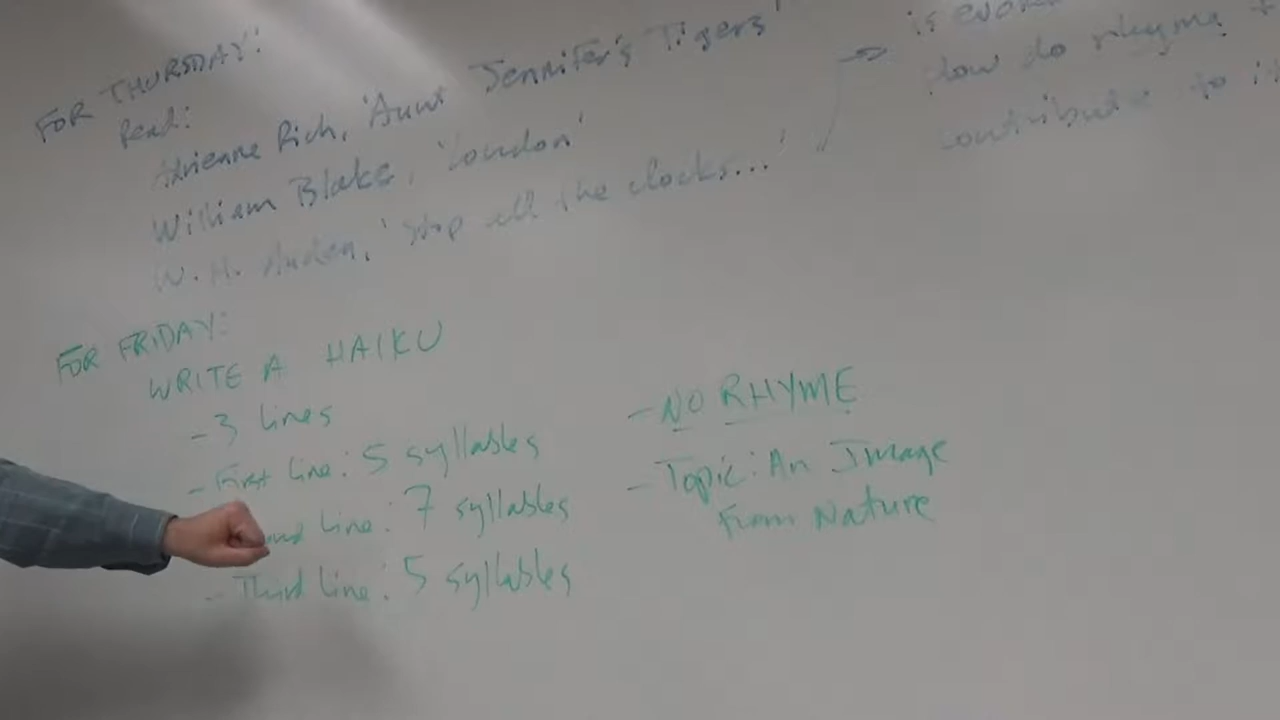 FOR THURSDAY:
Read:
Adrienne Rich, 'Aunt Jennifer's Tigers'
William Blake, 'London'
W. H. Auden, 'Stop all the clocks...'
is
How do rhyme
contribute to
FOR FRIDAY:
WRITE A HAIKU
- 3 lines
- First line: 5 syllables
line: 7 syllables
- Third line: 5 syllables
- NO RHYME
- Topic: An Image
From Nature